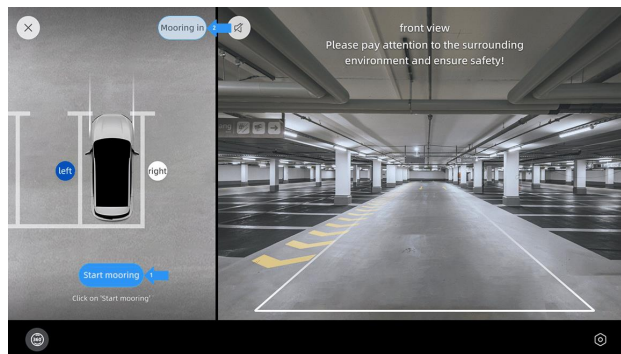 Mooring in
2
front view
Please pay attention to the surrounding
environment and ensure safety!
left
right
Start mooring
1
Click on 'Start mooring'
360°